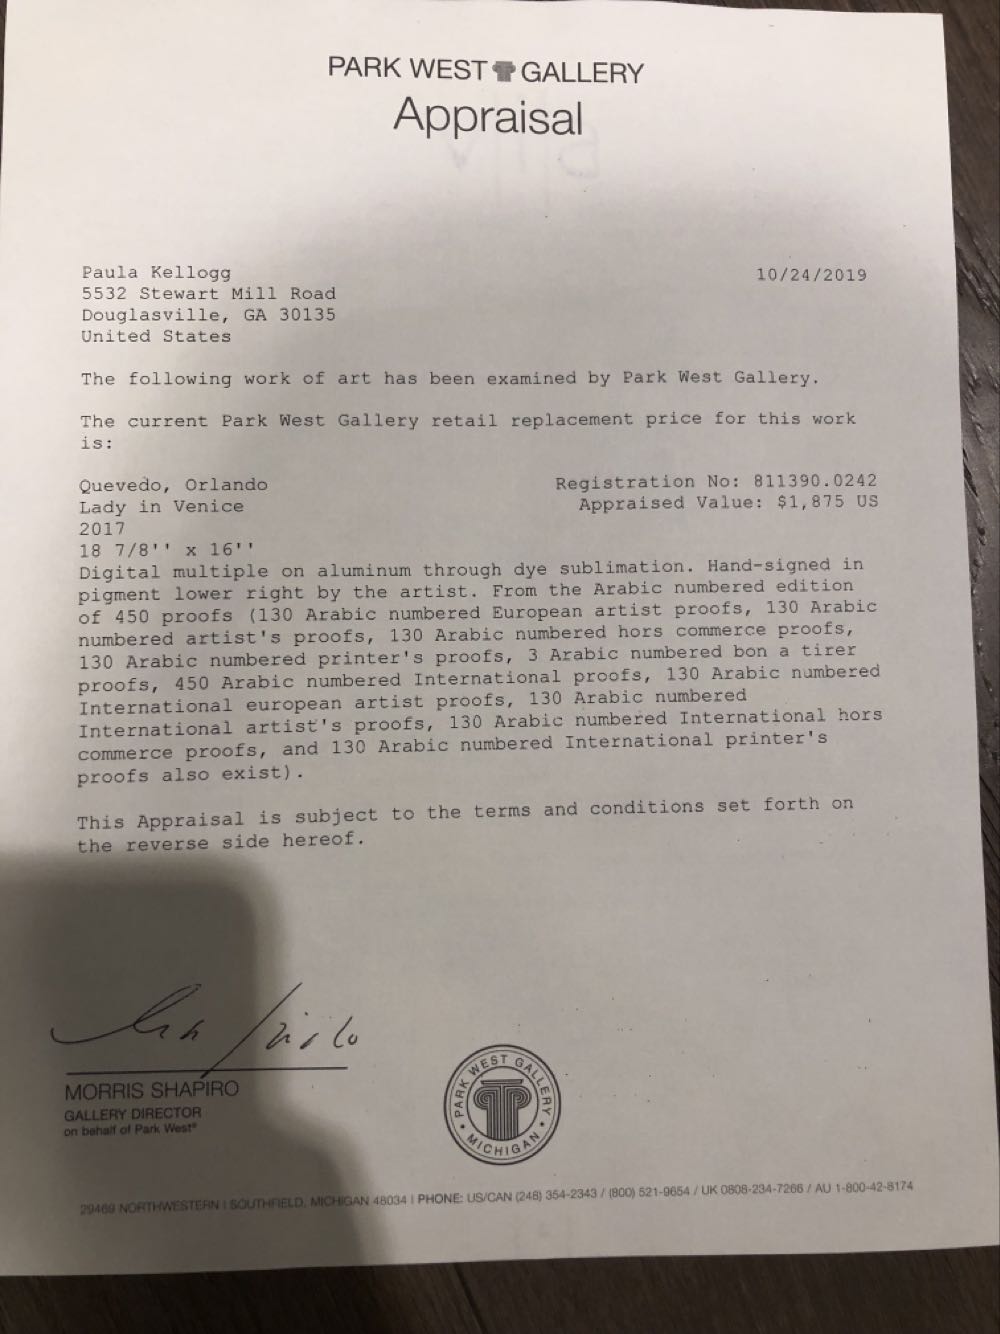 PARK WEST GALLERY
Appraisal
Paula Kellogg
10/24/2019
5532 Stewart Mill Road
Douglasville, GA 30135
United States
The following work of art has been examined by Park West Gallery.
The current Park West Gallery retail replacement price for this work
is:
Quevedo, Orlando
Registration No: 811390.0242
Lady in Venice
Appraised Value: $1,875 US
2017
18 7/8'' x 16''
Digital multiple on aluminum through dye sublimation. Hand-signed in
pigment lower right by the artist. From the Arabic numbered edition
of 450 proofs (130 Arabic numbered European artist proofs, 130 Arabic
numbered artist's proofs, 130 Arabic numbered hors commerce proofs,
130 Arabic numbered printer's proofs, 3 Arabic numbered bon a tirer
proofs, 450 Arabic numbered International proofs, 130 Arabic numbered
International european artist proofs, 130 Arabic numbered
International artist's proofs, 130 Arabic numbered International hors
commerce proofs, and 130 Arabic numbered International printer's
proofs also exist).
This Appraisal is subject to the terms and conditions set forth on
the reverse side hereof.
MORRIS SHAPIRO
GALLERY DIRECTOR
on behalf of Park West®
PARK WEST GALLERY
• MICHIGAN •
29469 NORTHWESTERN | SOUTHFIELD, MICHIGAN 48034 | PHONE: US/CAN (248) 354-2343 / (800) 521-9654 / UK 0808-234-7266 / AU 1-800-42-8174